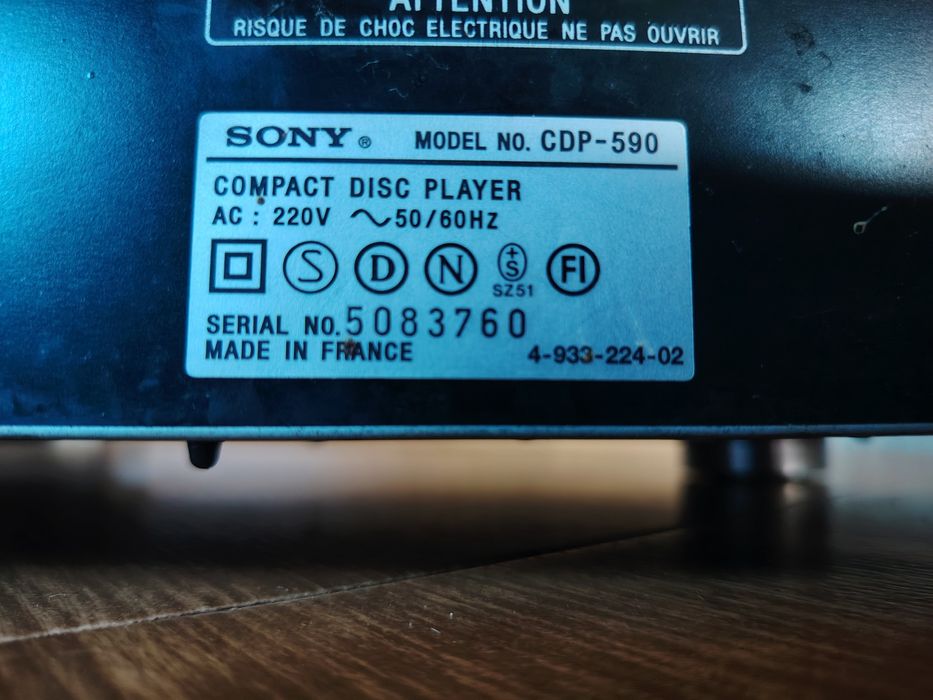 ATTENTION
RISQUE DE CHOC ELECTRIQUE NE PAS OUVRIR
SONY ® MODEL NO. CDP-590
COMPACT DISC PLAYER
AC : 220V ~50/60HZ
S D N +S FI
SZ51
SERIAL NO. 5083760
MADE IN FRANCE 4-933-224-02